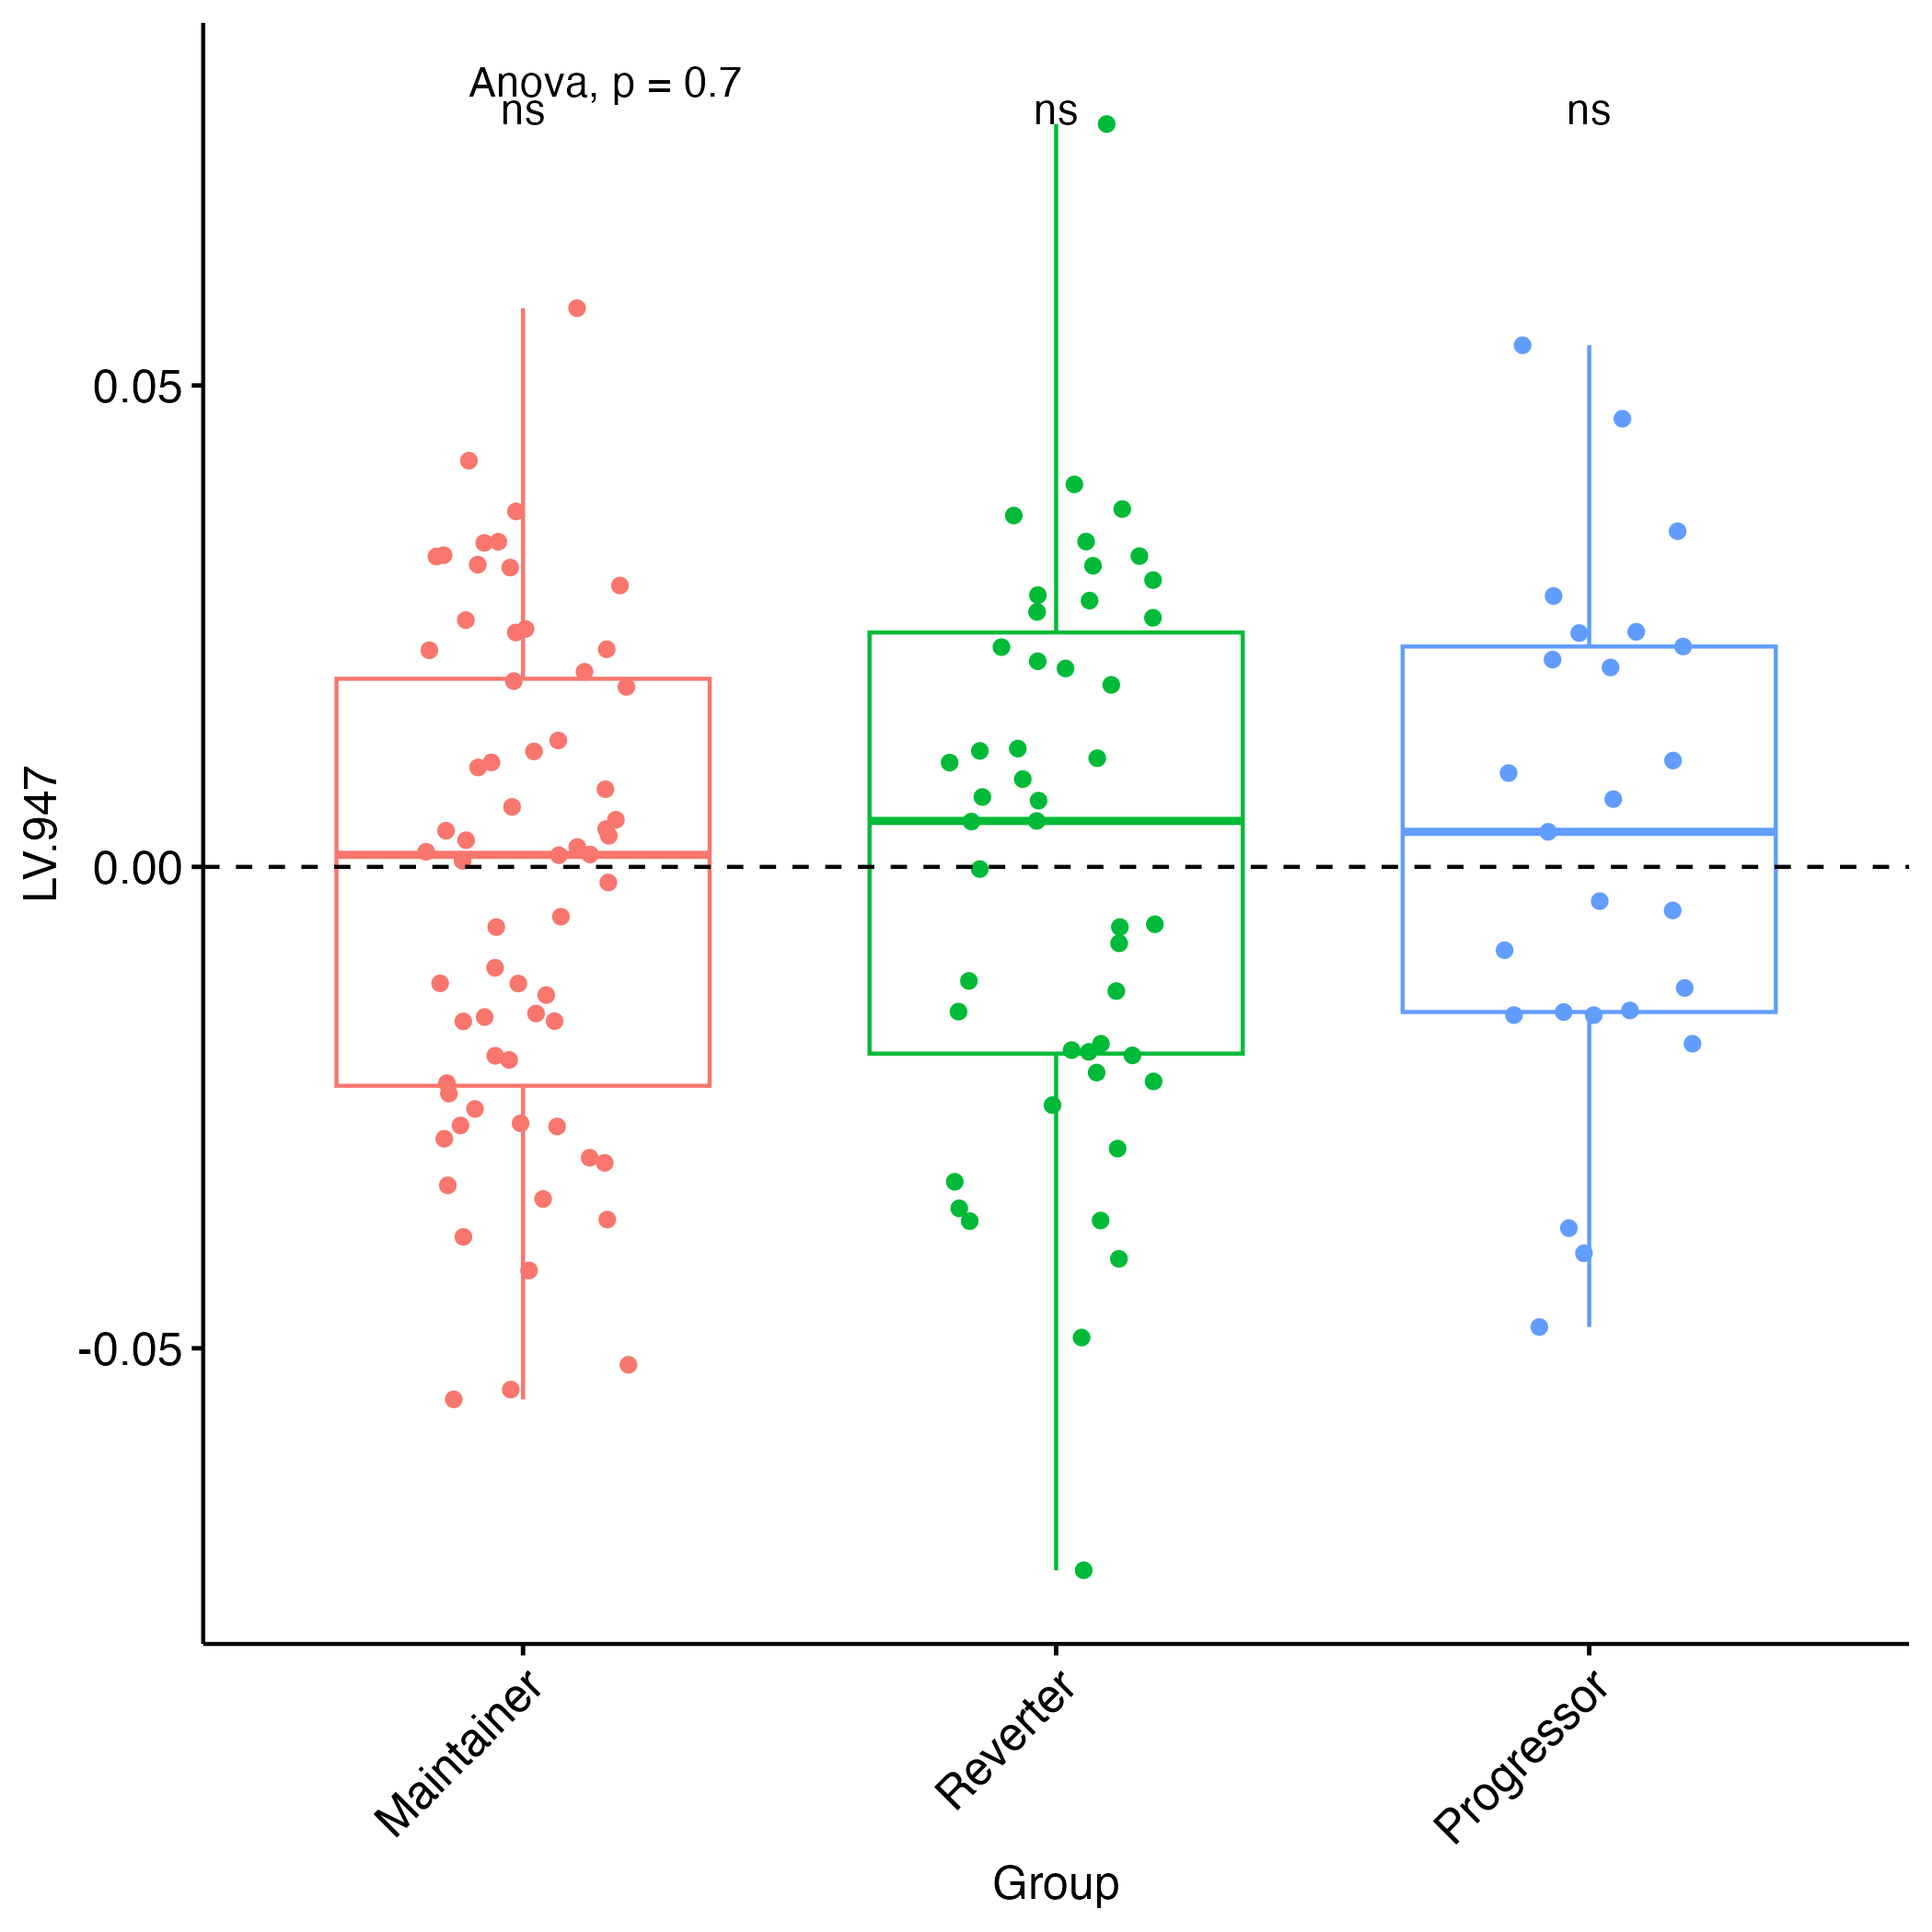 Anova, p = 0.7
ns
ns
ns
0.05
0.00
-0.05
LV.947
Maintainer
Reverter
Progressor
Group